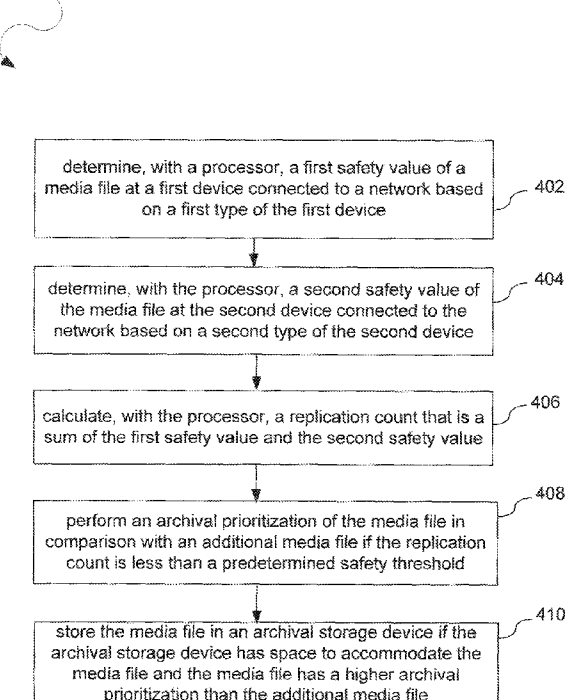 determine, with a processor, a first safety value of a
media file at a first device connected to a network based
on a first type of the first device
402
determine, with the processor, a second safety value of
the media file at the second device connected to the
network based on a second type of the second device
404
calculate, with the processor, a replication count that is a
sum of the first safety value and the second safety value
406
perform an archival prioritization of the media file in
comparison with an additional media file if the replication
count is less than a predetermined safety threshold
408
store the media file in an archival storage device if the
archival storage device has space to accommodate the
media file and the media file has a higher archival
prioritization than the additional media file
410